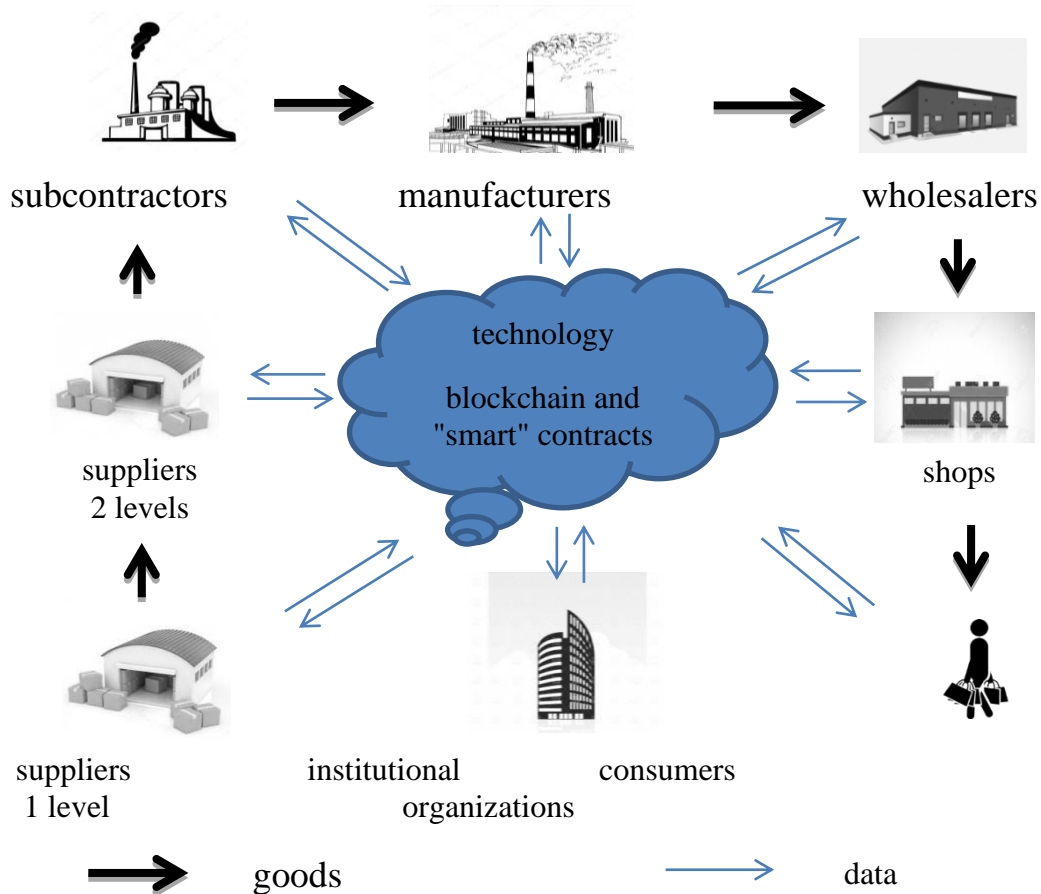 subcontractors manufacturers wholesalers
technology
blockchain and
"smart" contracts
suppliers
2 levels
shops
suppliers institutional consumers
1 level organizations
goods data